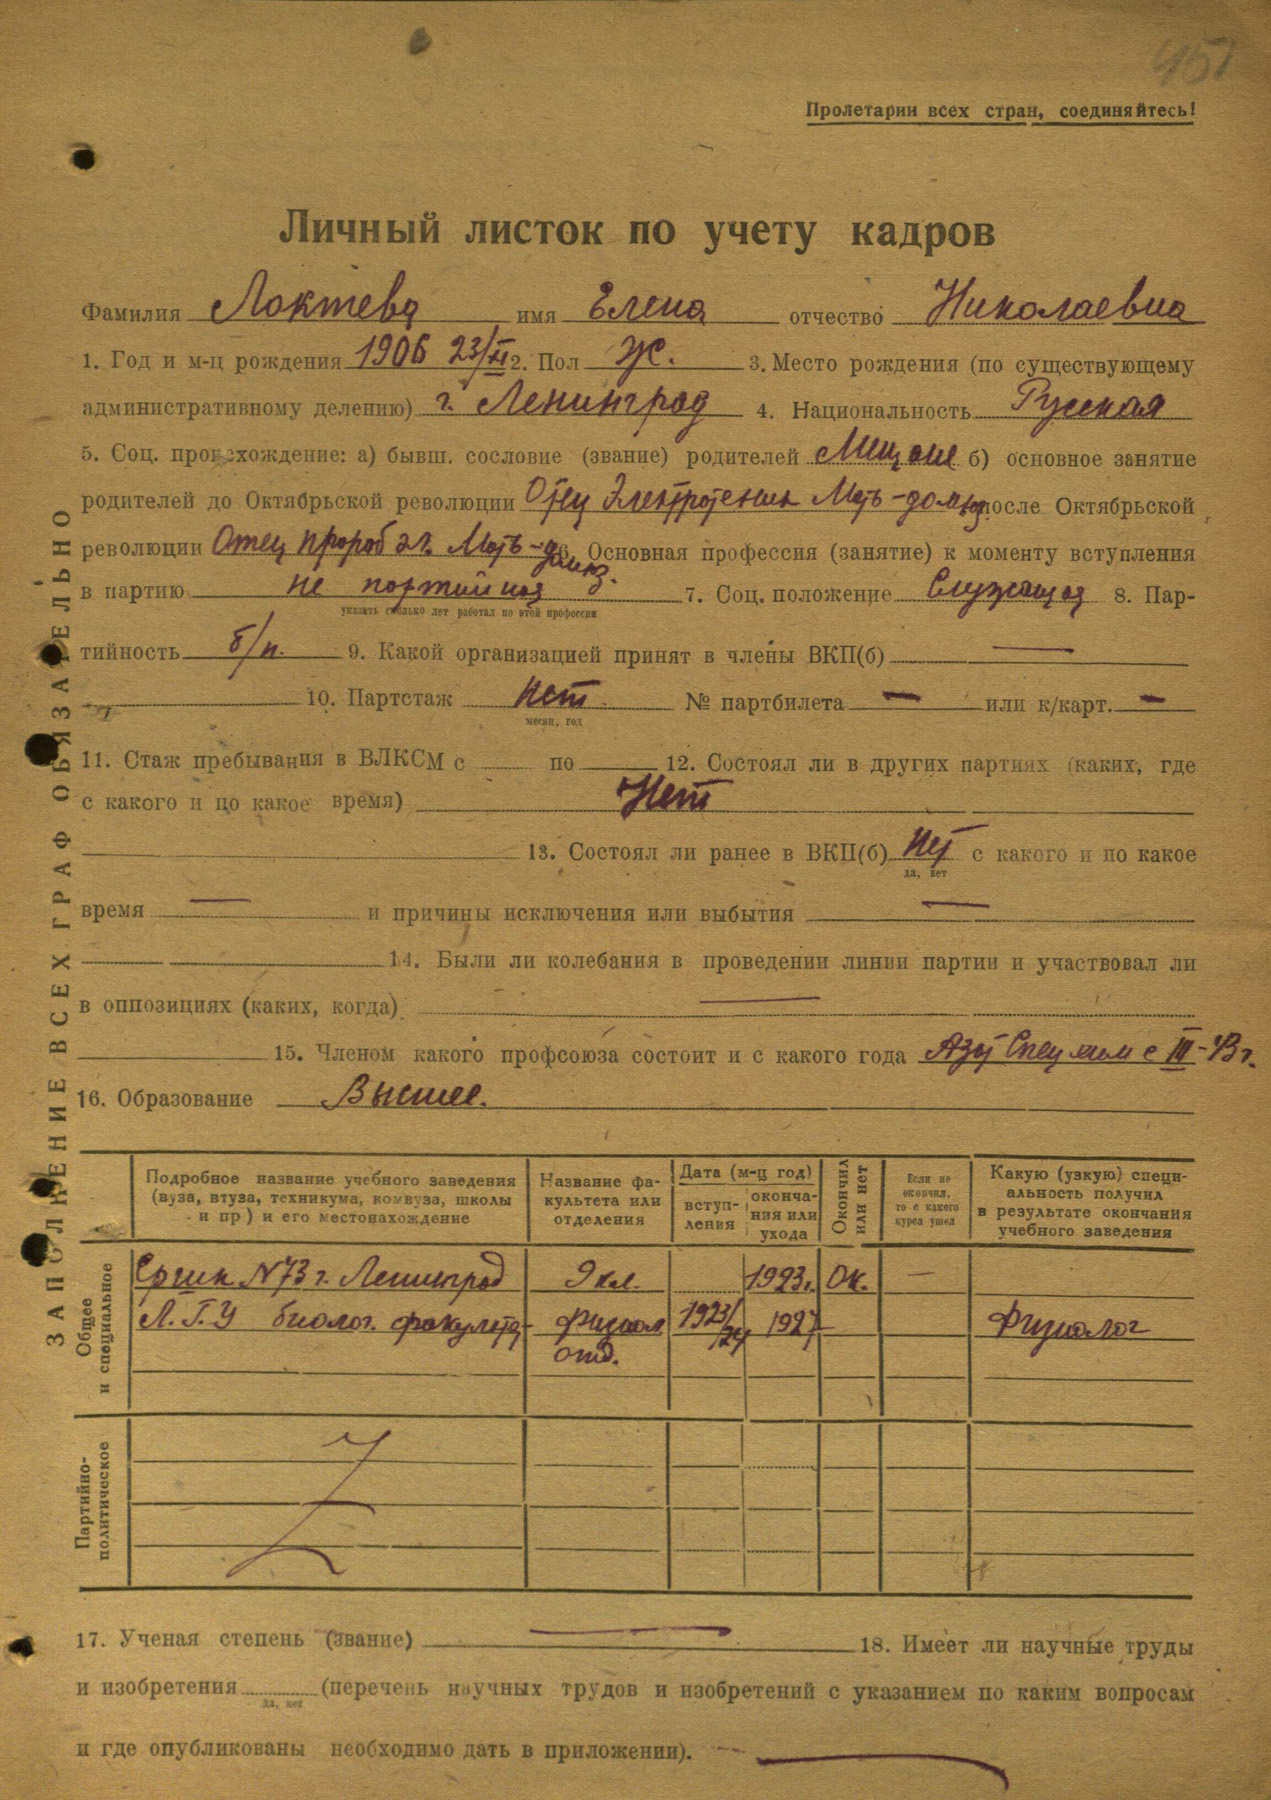 Пролетарии всех стран, соединяйтесь!
Личный листок по учету кадров
Фамилия Локтева имя Елена отчество Николаевна
1. Год и м-ц рождения 1906 23/XI 2. Пол Ж. 3. Место рождения (по существующему
административному делению) г. Ленинград 4. Национальность Русская
5. Соц. происхождение: а) бывш. сословие (звание) родителей Мещане б) основное занятие
родителей до Октябрьской революции Отец Электротехник Мать-домхоз. после Октябрьской
революции Отец прораб эл. Мать-домхоз. 6. Основная профессия (занятие) к моменту вступления
в партию не партийная 7. Соц. положение Служащая 8. Пар-
указать сколько лет работал по этой профессии
тийность б/п. 9. Какой организацией принят в члены ВКП(б) —
10. Партстаж нет № партбилета — или к/карт. —
месяц, год
11. Стаж пребывания в ВЛКСМ с по 12. Состоял ли в других партиях (каких, где
с какого и цо какое время) Нет
13. Состоял ли ранее в ВКП(б) Нет с какого и по какое
да, нет
время — и причины исключения или выбытия —
14. Были ли колебания в проведении линии партии и участвовал ли
в оппозициях (каких, когда) —
15. Членом какого профсоюза состоит и с какого года с III-43 г.
16. Образование Высшее.
ЗАПОЛНЕНИЕ ВСЕХ ГРАФ ОБЯЗАТЕЛЬНО
Подробное название учебного заведения (вуза, втуза, техникума, комвуза, школы и пр) и его местонахождение
Название факультета или отделения
Дата (м-ц год)
вступ-
ления
оконча-
ния или
ухода
Окончил
или нет
Если не
окончил,
то с какого
курса ушел
Какую (узкую) специ-
альность получил
в результате окончания
учебного заведения
Общее
и специальное
N73 г. Ленинград 9 кл. 1923г. Ок. —
Л.Г.У биолог. факультет физиол. 1923/24 1927 Физиолог
отд.
Партийно-
политическое
17. Ученая степень (звание) — 18. Имеет ли научные труды
и изобретения (перечень научных трудов и изобретений с указанием по каким вопросам
да, нет
и где опубликованы необходимо дать в приложении). —